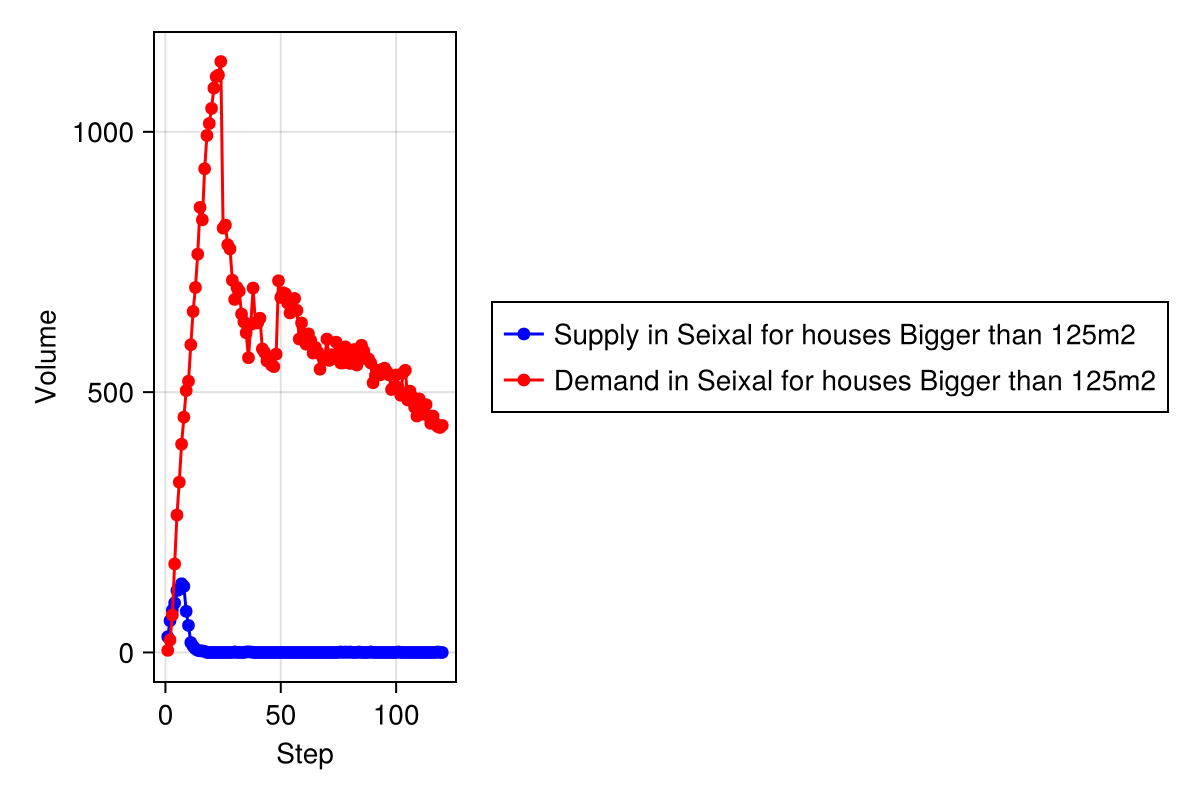 1000
500
0
Volume
0 50 100
Step
Supply in Seixal for houses Bigger than 125m2
Demand in Seixal for houses Bigger than 125m2